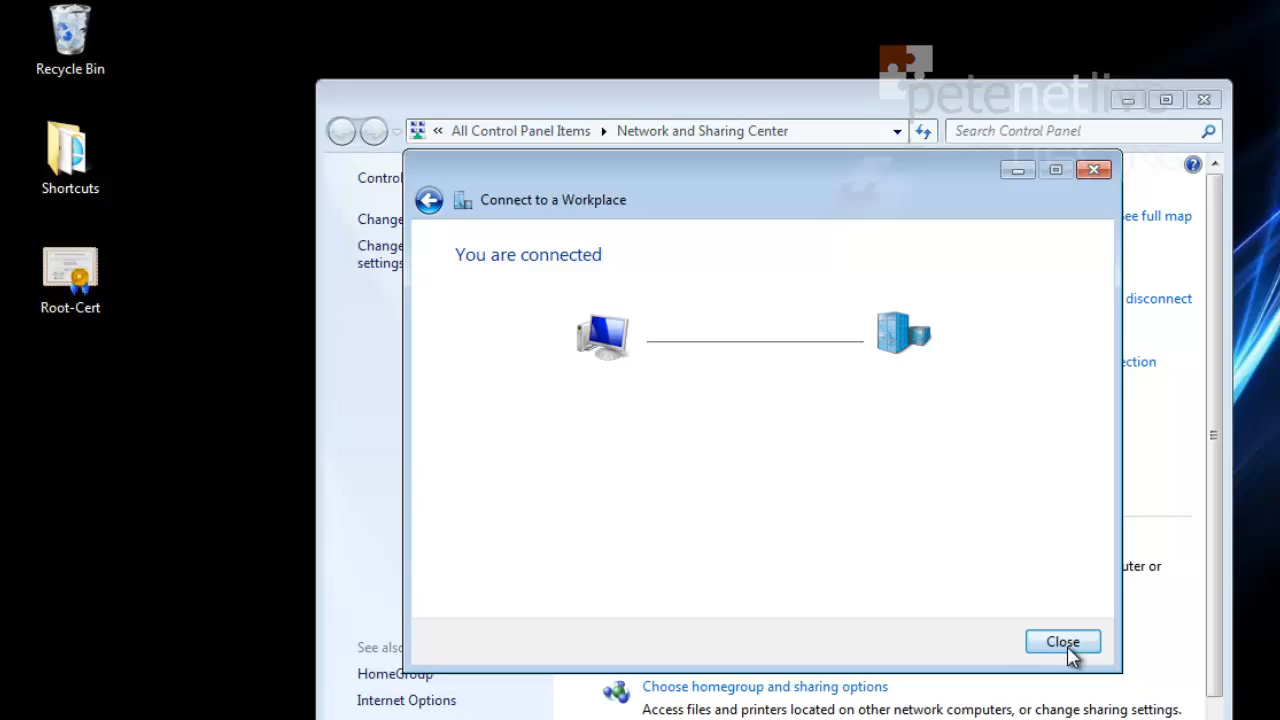 Recycle Bin
Shortcuts
Root-Cert
petenetlive
« All Control Panel Items Network and Sharing Center
Search Control Panel
Control
Change
Change
settings
Connect to a Workplace
You are connected
see full map
disconnect
uter or
Close
See also
HomeGroup
Internet Options
Choose homegroup and sharing options
Access files and printers located on other network computers, or change sharing settings.